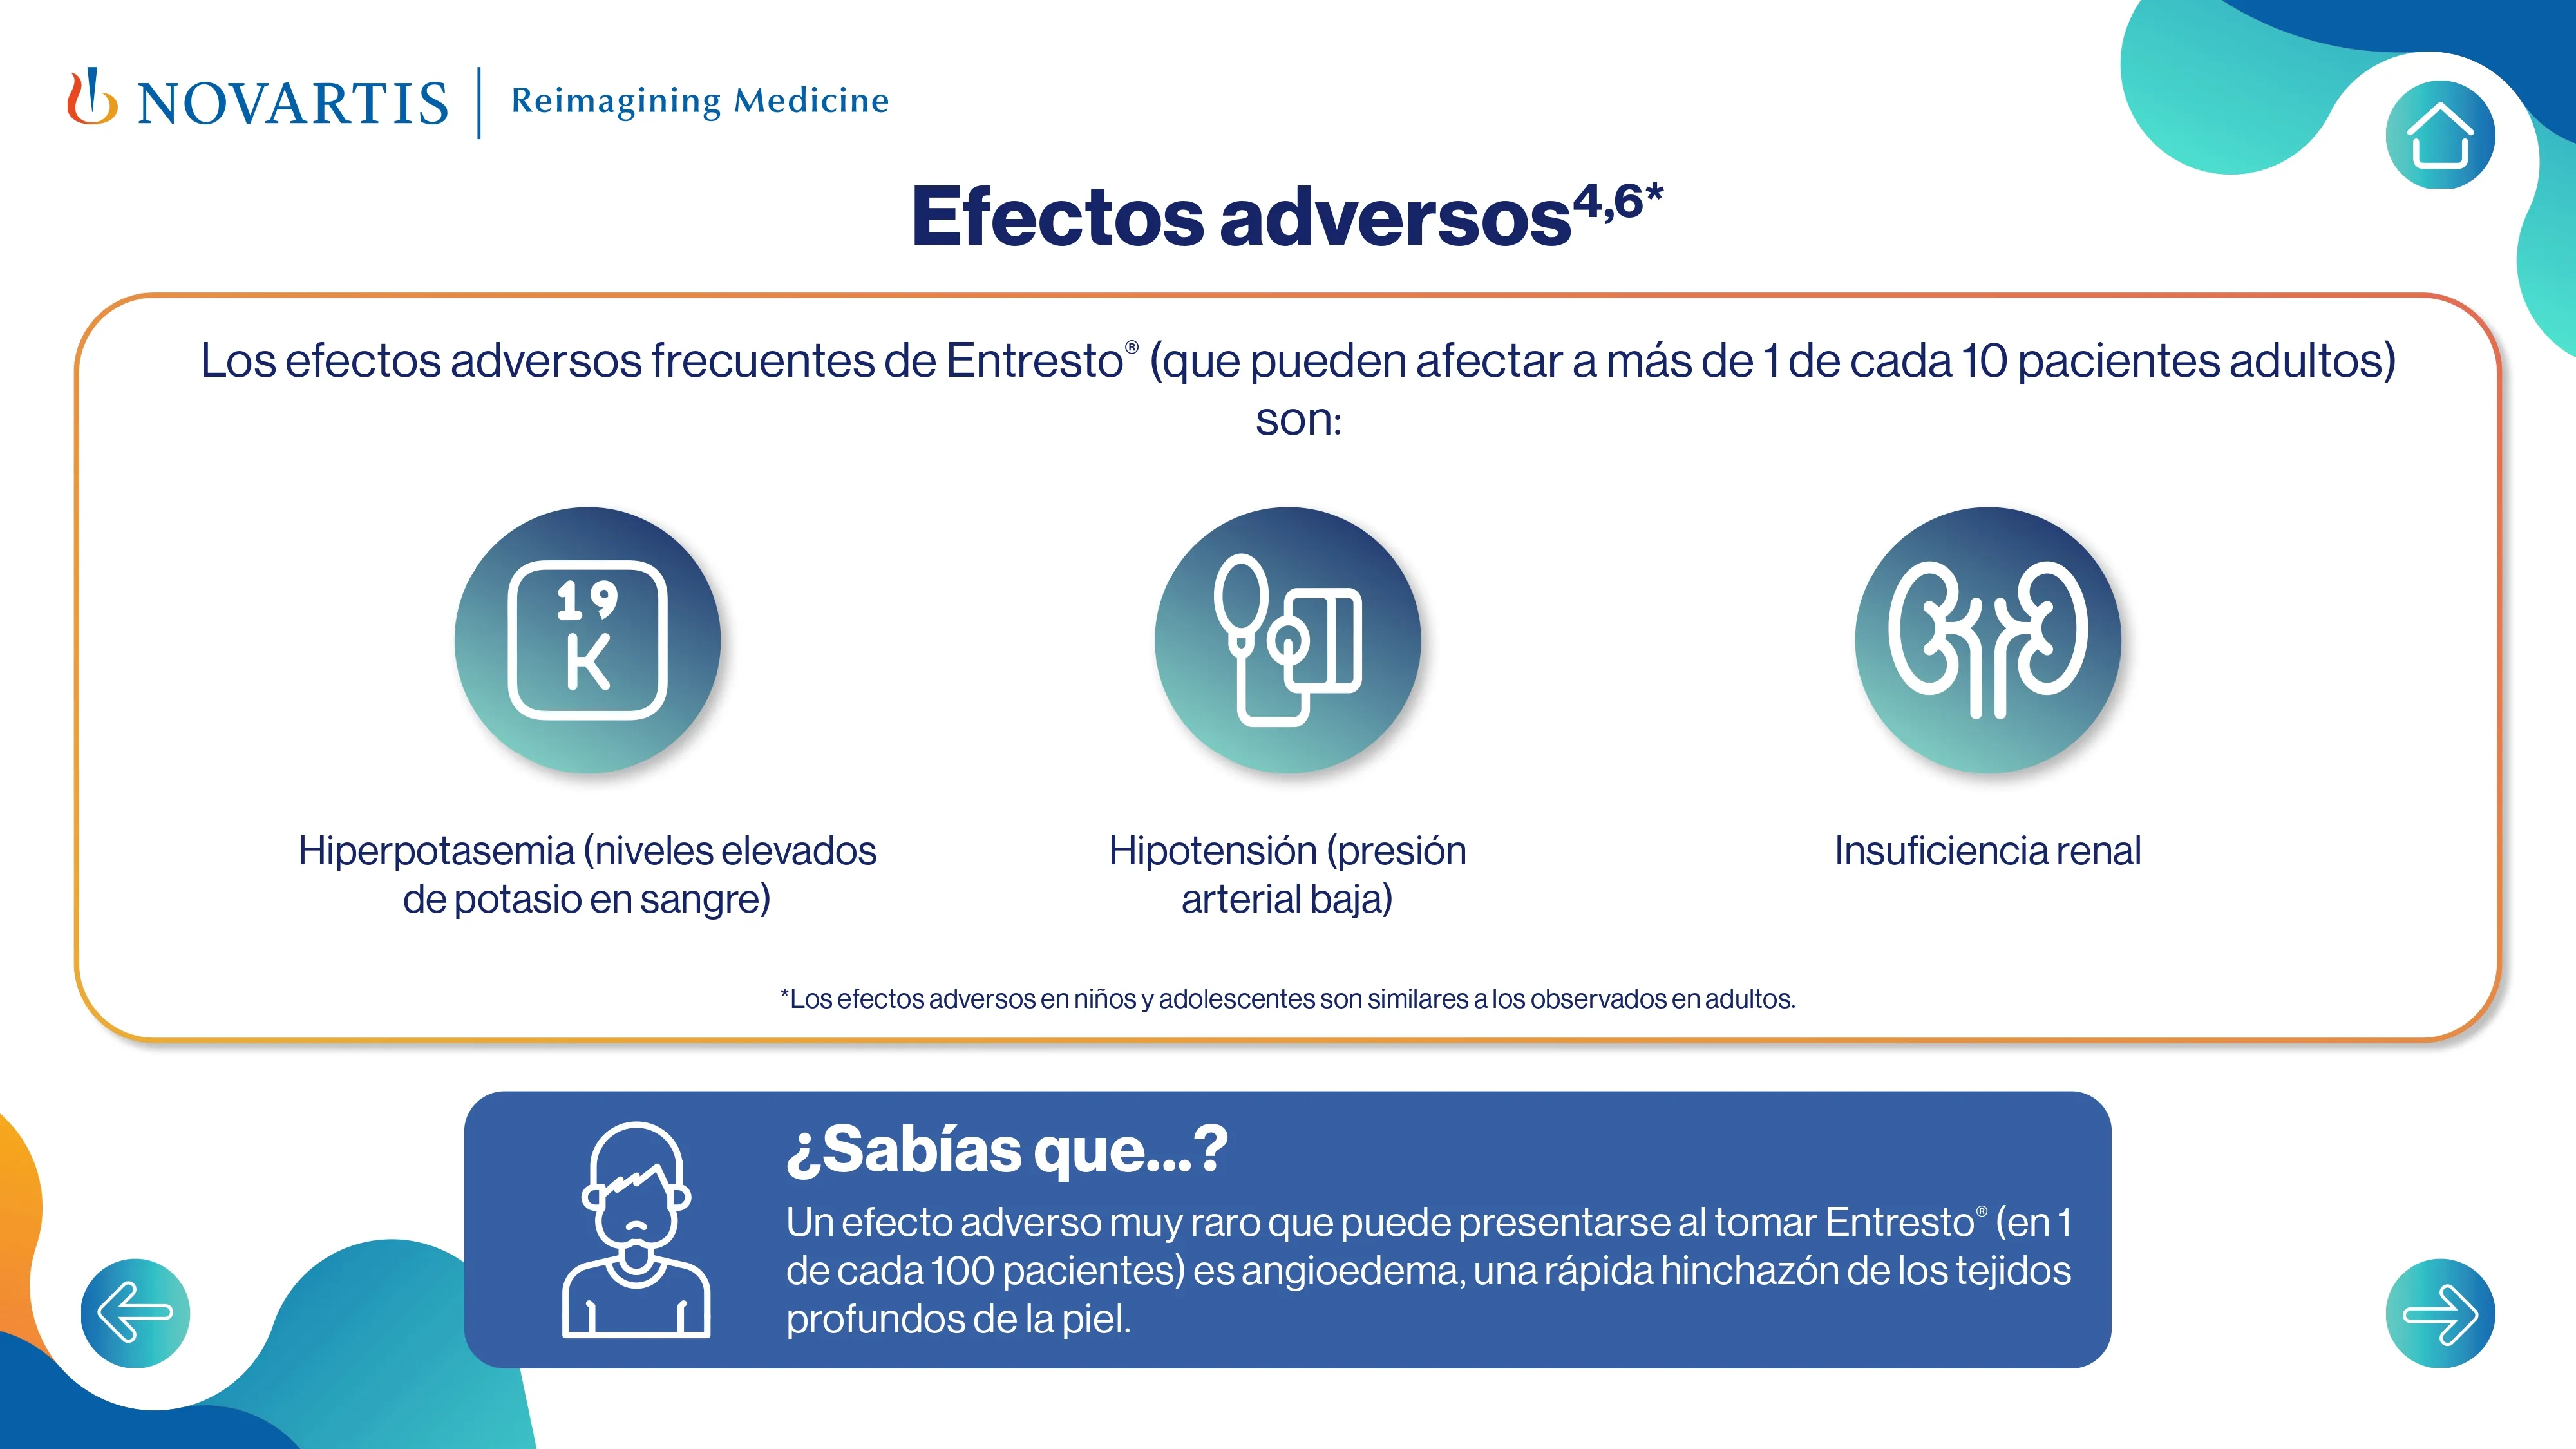 NOVARTIS | Reimagining Medicine
Efectos adversos⁴,⁶*
Los efectos adversos frecuentes de Entresto® (que pueden afectar a más de 1 de cada 10 pacientes adultos)
son:
19
K
Hiperpotasemia (niveles elevados
de potasio en sangre)
Hipotensión (presión
arterial baja)
Insuficiencia renal
*Los efectos adversos en niños y adolescentes son similares a los observados en adultos.
¿Sabías que...?
Un efecto adverso muy raro que puede presentarse al tomar Entresto® (en 1
de cada 100 pacientes) es angioedema, una rápida hinchazón de los tejidos
profundos de la piel.